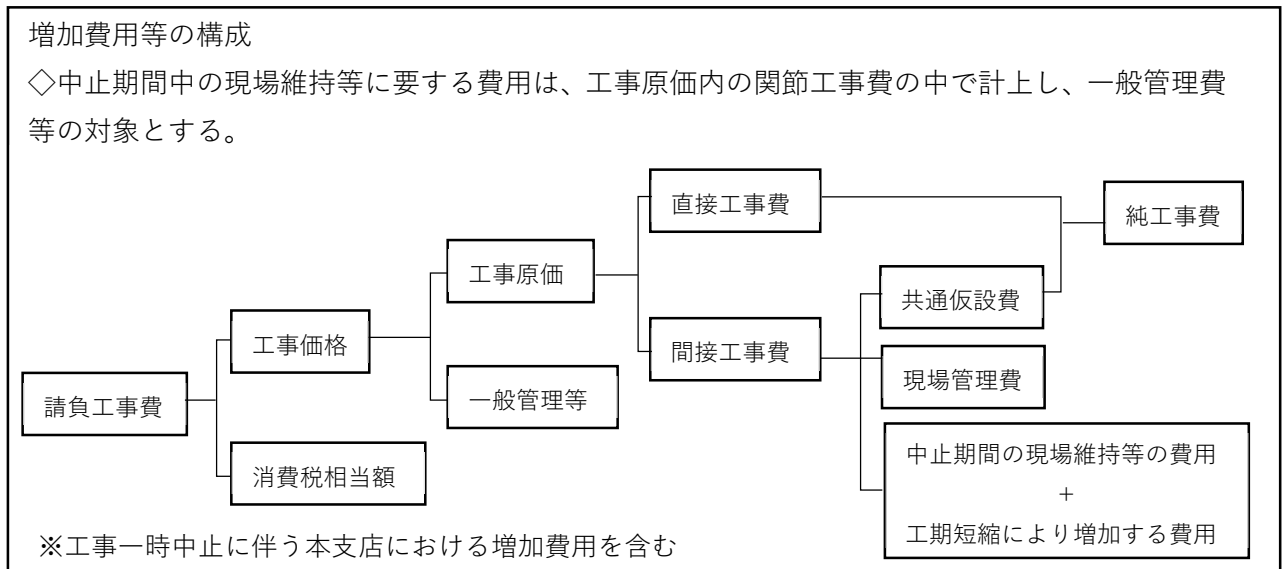 増加費用等の構成
◇中止期間中の現場維持等に要する費用は、工事原価内の関節工事費の中で計上し、一般管理費
等の対象とする。
直接工事費
純工事費
工事原価
共通仮設費
工事価格
間接工事費
現場管理費
請負工事費
一般管理等
中止期間の現場維持等の費用
+
工期短縮により増加する費用
消費税相当額
※工事一時中止に伴う本支店における増加費用を含む